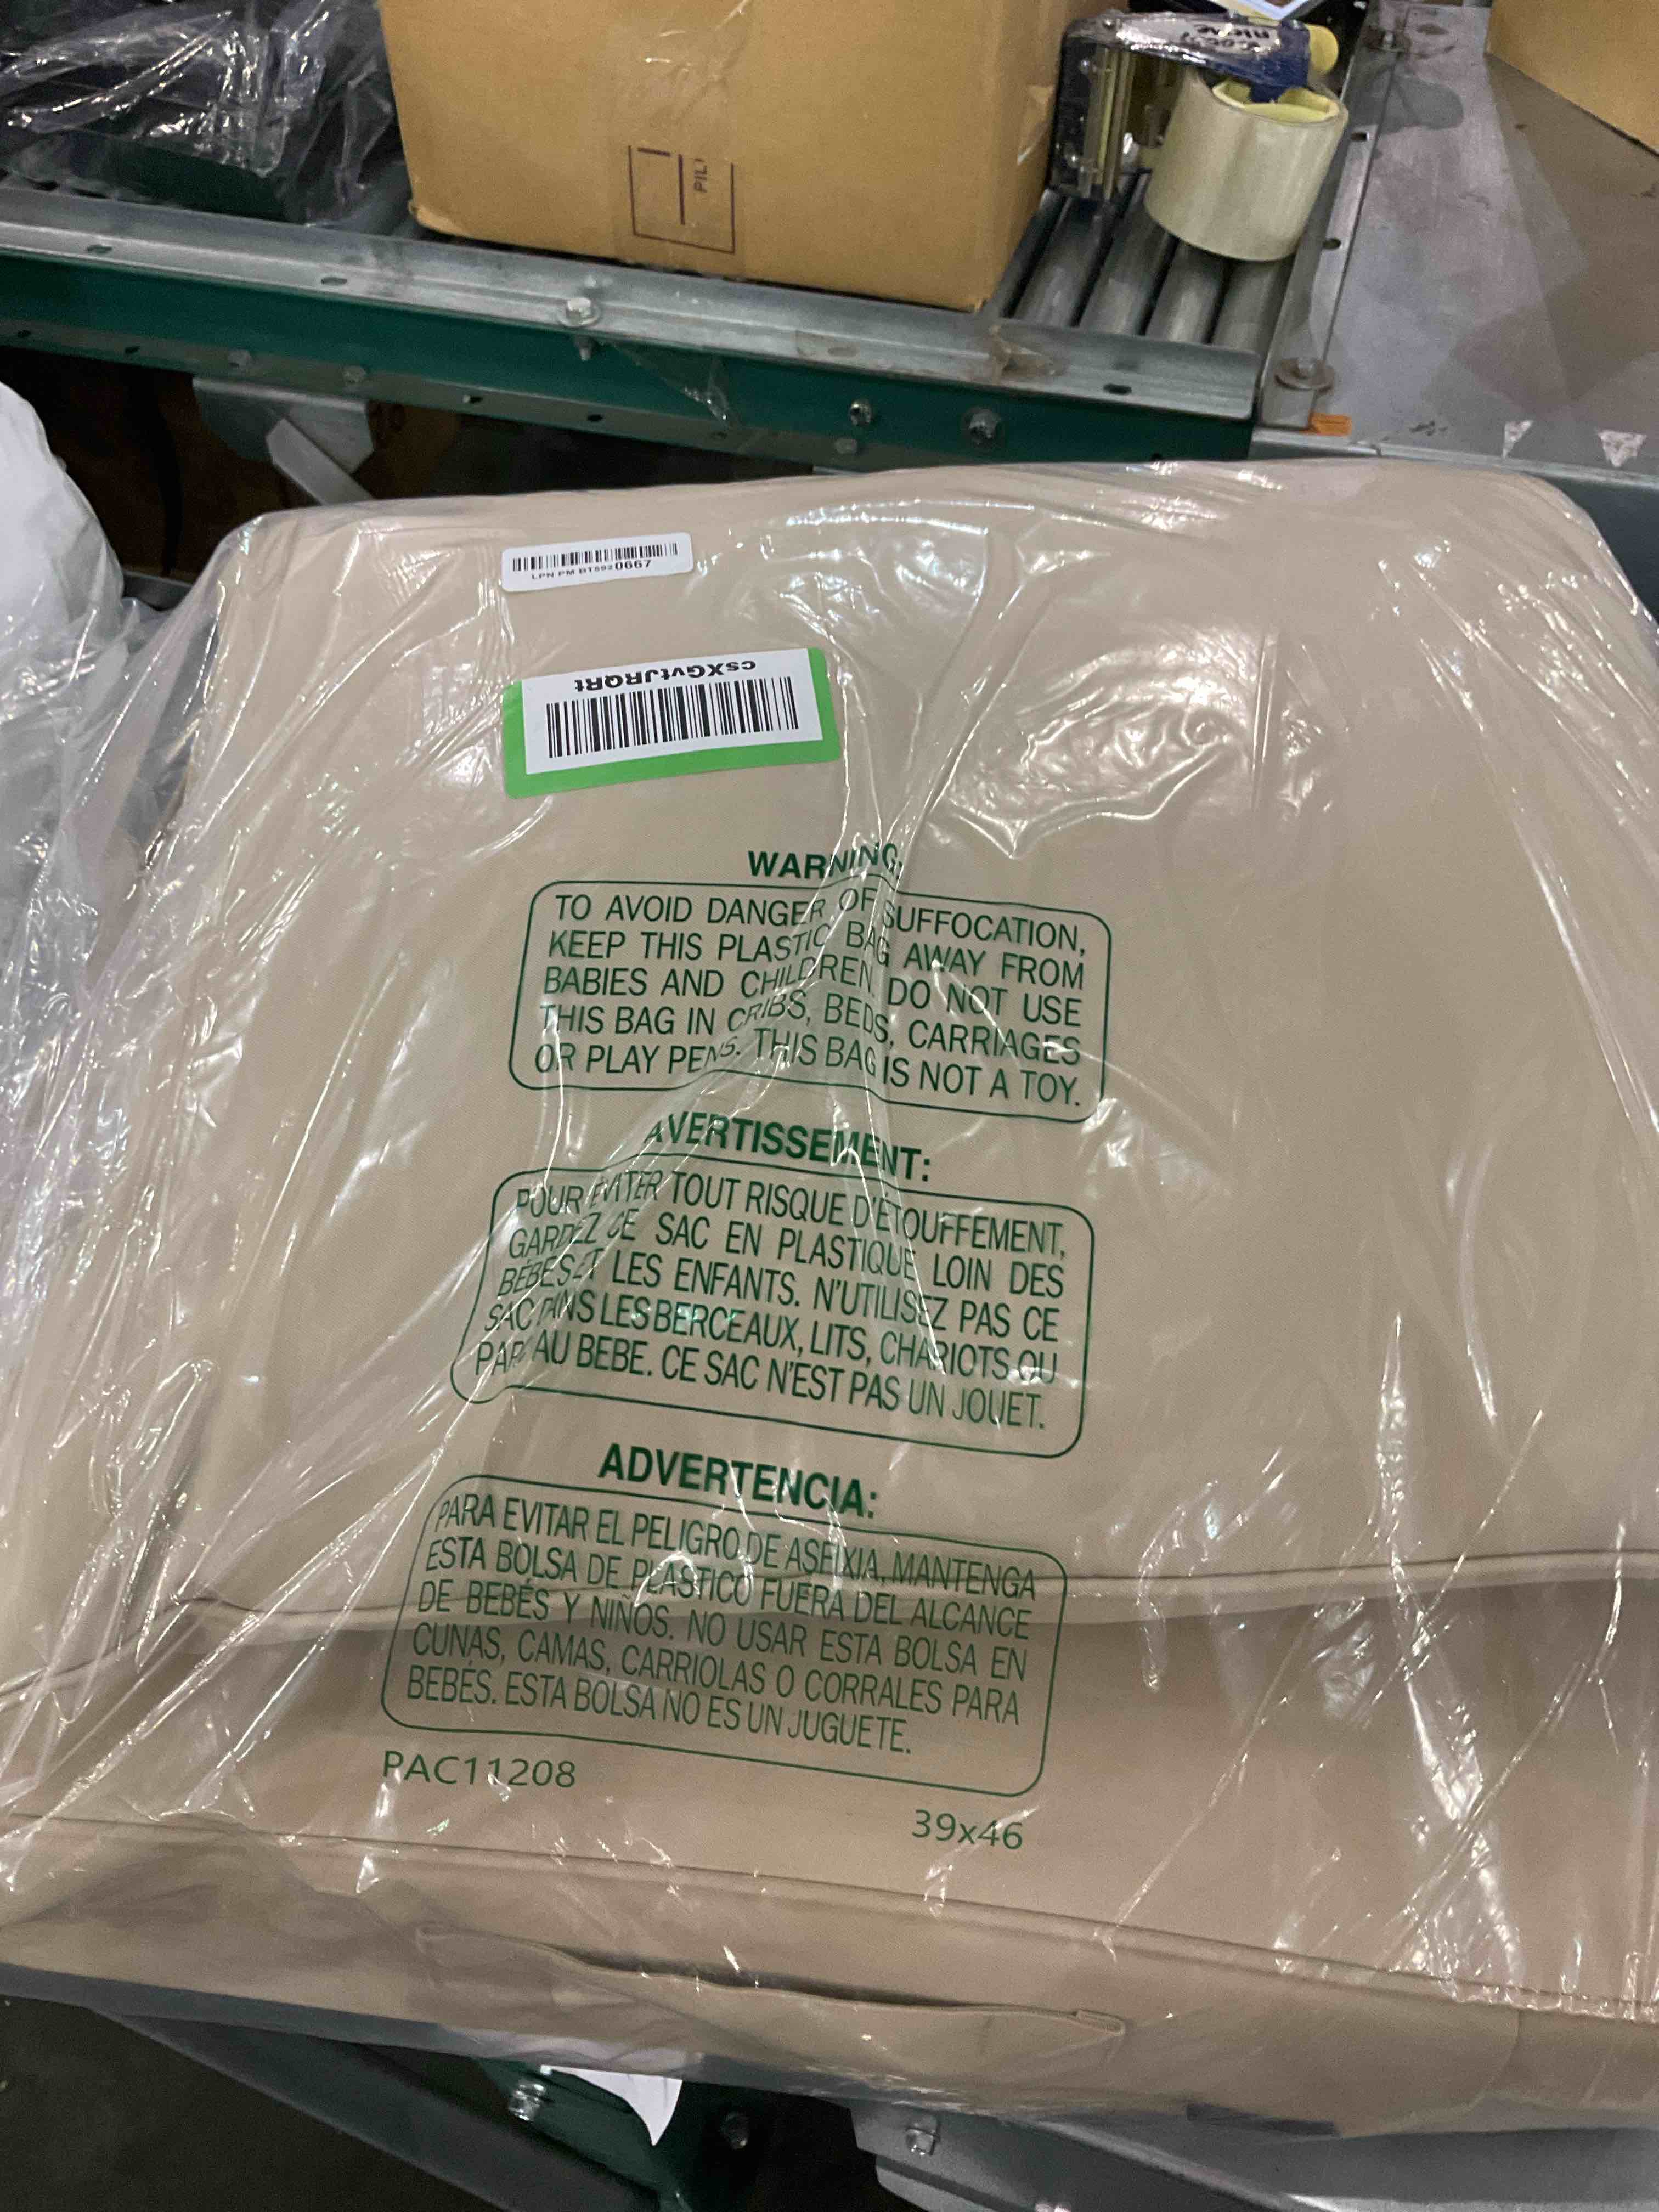 PIL
LPN PM BT5920667
csXGvtJRQRt
WARNING:
TO AVOID DANGER OF SUFFOCATION,
KEEP THIS PLASTIC BAG AWAY FROM
BABIES AND CHILDREN. DO NOT USE
THIS BAG IN CRIBS, BEDS, CARRIAGES
OR PLAY PENS. THIS BAG IS NOT A TOY.
AVERTISSEMENT:
POUR ÉVITER TOUT RISQUE D'ÉTOUFFEMENT,
GARDEZ CE SAC EN PLASTIQUE LOIN DES
BÉBÉS ET LES ENFANTS. N'UTILISEZ PAS CE
SAC DANS LES BERCEAUX, LITS, CHARIOTS OU
PARC AU BEBE. CE SAC N'EST PAS UN JOUET.
ADVERTENCIA:
PARA EVITAR EL PELIGRO DE ASFIXIA, MANTENGA
ESTA BOLSA DE PLASTICO FUERA DEL ALCANCE
DE BEBÉS Y NIÑOS. NO USAR ESTA BOLSA EN
CUNAS, CAMAS, CARRIOLAS O CORRALES PARA
BEBÉS. ESTA BOLSA NO ES UN JUGUETE.
PAC11208
39x46